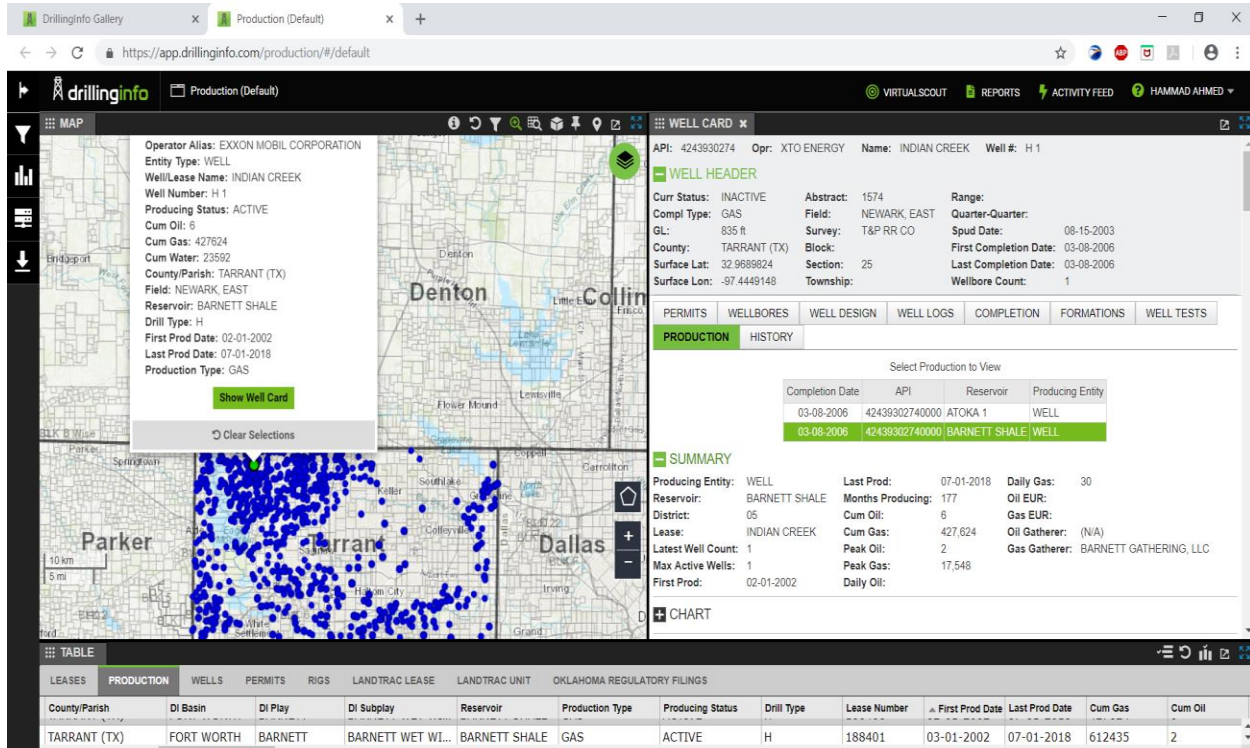 DrillingInfo Gallery
Production (Default)
https://app.drillinginfo.com/production/#/default
ABP
drillinginfo
Production (Default)
VIRTUALSCOUT
REPORTS
ACTIVITY FEED
HAMMAD AHMED
MAP
Operator Alias: EXXON MOBIL CORPORATION
Entity Type: WELL
Well/Lease Name: INDIAN CREEK
Well Number: H 1
Producing Status: ACTIVE
Cum Oil: 6
Cum Gas: 427624
Cum Water: 23592
County/Parish: TARRANT (TX)
Field: NEWARK, EAST
Reservoir: BARNETT SHALE
Drill Type: H
First Prod Date: 02-01-2002
Last Prod Date: 07-01-2018
Production Type: GAS
Show Well Card
Clear Selections
Bridgeport
Denton
Denton
Little Elm
Collin
Frisco
Flower Mound
Lewisville
Parker
Springtown
Coppell
Carrollton
Keller
Southlake
Colleyville
Parker
Tarrant
Dallas
Haltom City
Irving
White Settlement
Grand
10 km
5 mi
WELL CARD
API: 4243930274 Opr: XTO ENERGY Name: INDIAN CREEK Well #: H 1
WELL HEADER
Curr Status: INACTIVE Abstract: 1574 Range:
Compl Type: GAS Field: NEWARK, EAST Quarter-Quarter:
GL: 835 ft Survey: T&P RR CO Spud Date: 08-15-2003
County: TARRANT (TX) Block: First Completion Date: 03-08-2006
Surface Lat: 32.9689824 Section: 25 Last Completion Date: 03-08-2006
Surface Lon: -97.4449148 Township: Wellbore Count: 1
PERMITS WELLBORES WELL DESIGN WELL LOGS COMPLETION FORMATIONS WELL TESTS
PRODUCTION HISTORY
Select Production to View
Completion Date API Reservoir Producing Entity
03-08-2006 42439302740000 ATOKA 1 WELL
03-08-2006 42439302740000 BARNETT SHALE WELL
SUMMARY
Producing Entity: WELL Last Prod: 07-01-2018 Daily Gas: 30
Reservoir: BARNETT SHALE Months Producing: 177 Oil EUR:
District: 05 Cum Oil: 6 Gas EUR:
Lease: INDIAN CREEK Cum Gas: 427,624 Oil Gatherer: (N/A)
Latest Well Count: 1 Peak Oil: 2 Gas Gatherer: BARNETT GATHERING, LLC
Max Active Wells: 1 Peak Gas: 17,548
First Prod: 02-01-2002 Daily Oil:
CHART
TABLE
LEASES PRODUCTION WELLS PERMITS RIGS LANDTRAC LEASE LANDTRAC UNIT OKLAHOMA REGULATORY FILINGS
County/Parish DI Basin DI Play DI Subplay Reservoir Production Type Producing Status Drill Type Lease Number First Prod Date Last Prod Date Cum Gas Cum Oil
TARRANT (TX) FORT WORTH BARNETT BARNETT WET WI... BARNETT SHALE GAS ACTIVE H 188401 03-01-2002 07-01-2018 612435 2